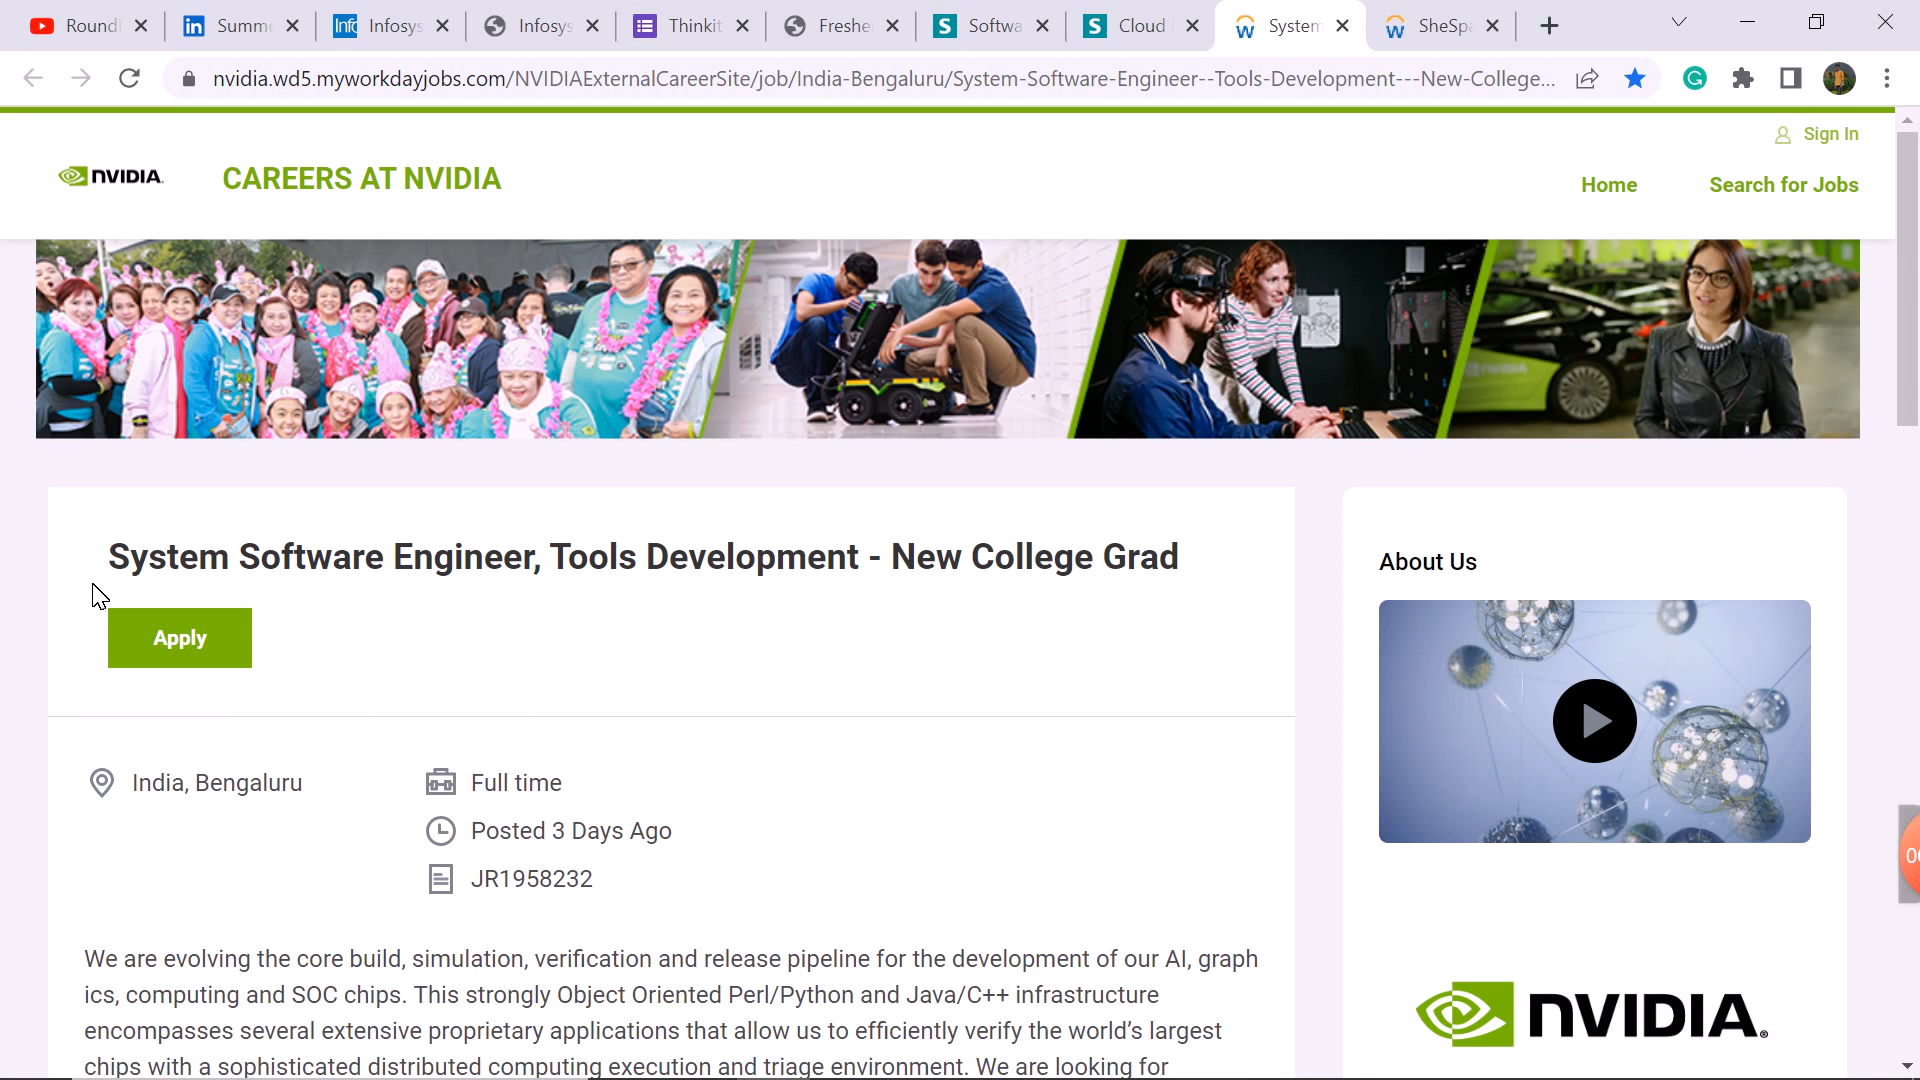 Round
Summe
Infosys
Infosys
Thinkit
Freshe
Softwa
Cloud
System
SheSpa
nvidia.wd5.myworkdayjobs.com/NVIDIAExternalCareerSite/job/India-Bengaluru/System-Software-Engineer--Tools-Development---New-College...
Sign In
NVIDIA.
CAREERS AT NVIDIA
Home
Search for Jobs
System Software Engineer, Tools Development - New College Grad
Apply
About Us
India, Bengaluru
Full time
Posted 3 Days Ago
JR1958232
We are evolving the core build, simulation, verification and release pipeline for the development of our AI, graph
ics, computing and SOC chips. This strongly Object Oriented Perl/Python and Java/C++ infrastructure
encompasses several extensive proprietary applications that allow us to efficiently verify the world’s largest
chips with a sophisticated distributed computing execution and triage environment. We are looking for
NVIDIA.